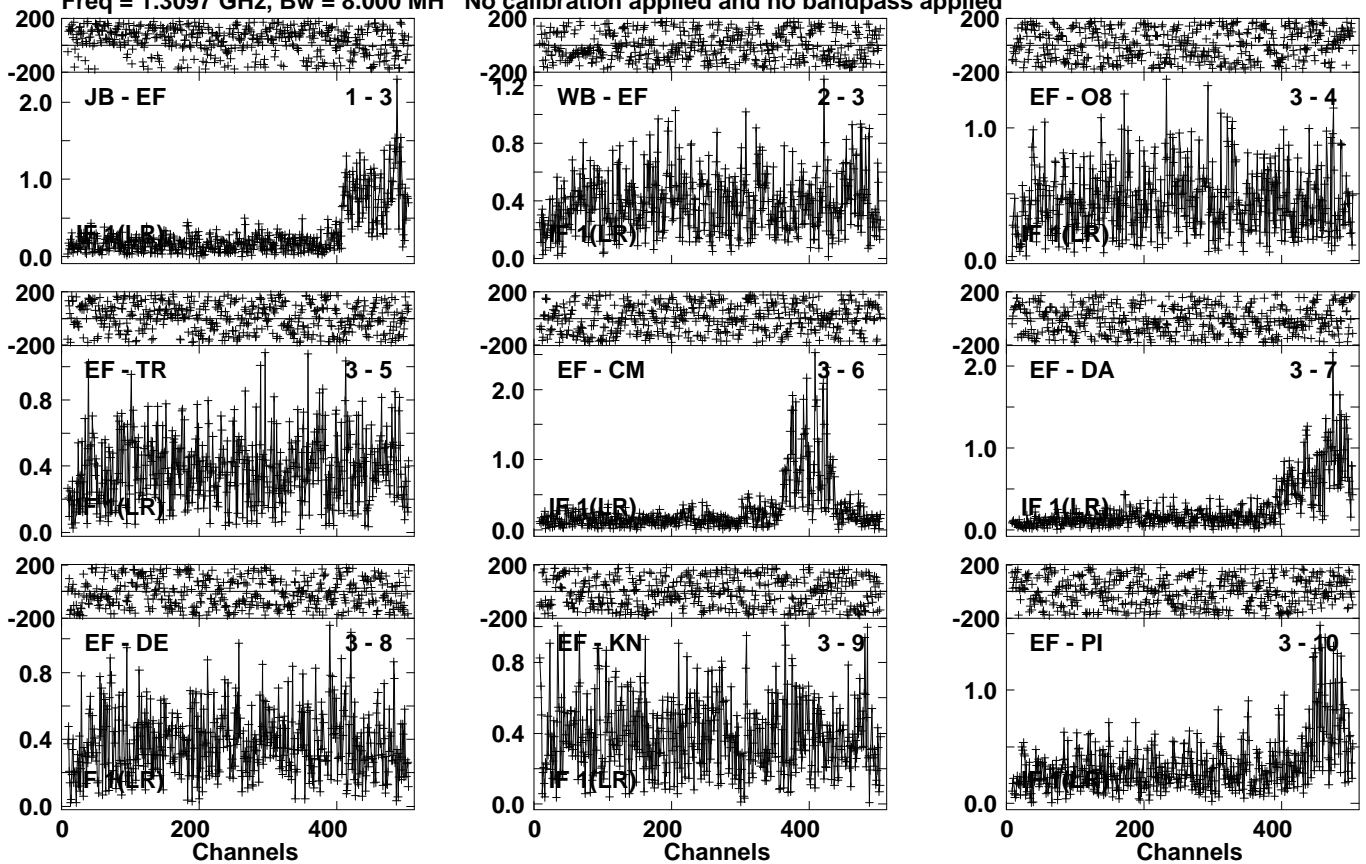 Freq = 1.3097 GHz, Bw = 8.000 MH No calibration applied and no bandpass applied
200
-200
JB - EF 1 - 3
2.0
1.0
0.0
IF 1(LR)
200
-200
WB - EF 2 - 3
1.2
0.8
0.4
0.0
IF 1(LR)
200
-200
EF - O8 3 - 4
1.0
0.0
IF 1(LR)
200
-200
EF - TR 3 - 5
0.8
0.4
0.0
IF 1(LR)
200
-200
EF - CM 3 - 6
2.0
1.0
0.0
IF 1(LR)
200
-200
EF - DA 3 - 7
2.0
1.0
0.0
IF 1(LR)
200
-200
EF - DE 3 - 8
0.8
0.4
0.0
IF 1(LR)
0 200 400
Channels
200
-200
EF - KN 3 - 9
0.8
0.4
0.0
IF 1(LR)
0 200 400
Channels
200
-200
EF - PI 3 - 10
1.0
0.0
IF 1(LR)
0 200 400
Channels